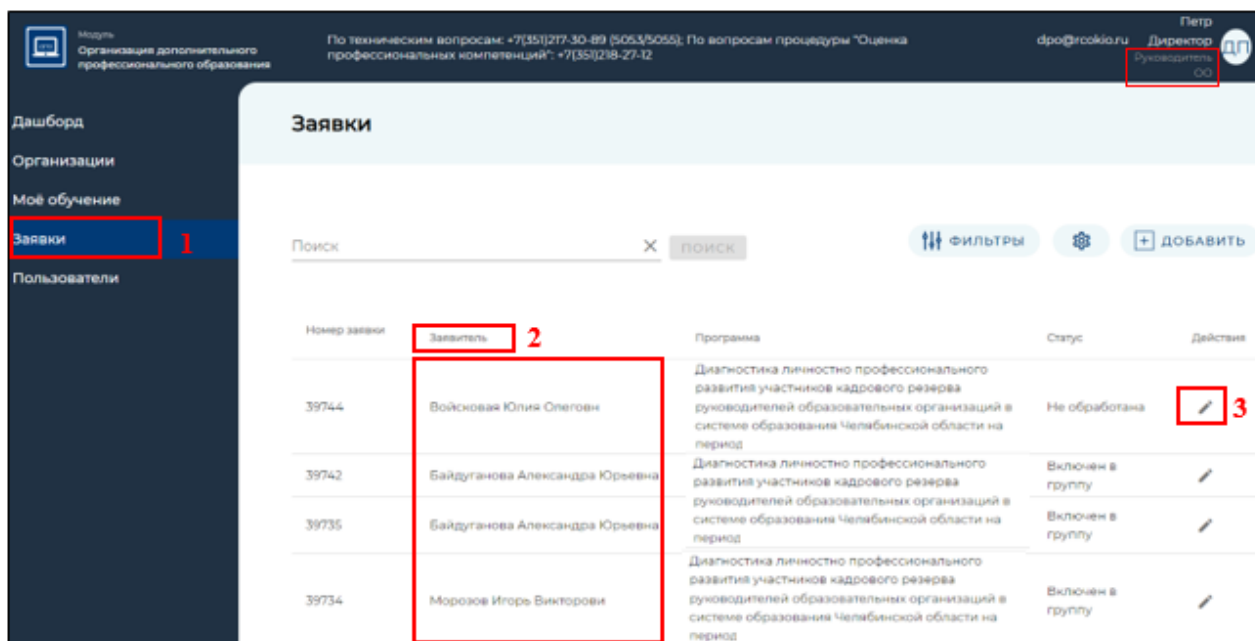 Модуль
Организация дополнительного
профессионального образования
По техническим вопросам: +7(351)217-30-89 (5053/5055); По вопросам процедуры "Оценка
профессиональных компетенций": +7(351)218-27-12
dpo@rcokio.ru
Петр
Директор
Руководитель
ОО
ДП
Дашборд
Организации
Моё обучение
Заявки
1
Пользователи
Заявки
Поиск
ПОИСК
ФИЛЬТРЫ
ДОБАВИТЬ
Номер заявки
Заявитель
2
Программа
Статус
Действия
39744
Войсковая Юлия Олеговн
Диагностика личностно профессионального
развития участников кадрового резерва
руководителей образовательных организаций в
системе образования Челябинской области на
период
Не обработана
3
39742
Байдуганова Александра Юрьевна
Диагностика личностно профессионального
развития участников кадрового резерва
руководителей образовательных организаций в
системе образования Челябинской области на
период
Включен в
группу
39735
Байдуганова Александра Юрьевна
Включен в
группу
39734
Морозов Игорь Викторови
Диагностика личностно профессионального
развития участников кадрового резерва
руководителей образовательных организаций в
системе образования Челябинской области на
период
Включен в
группу